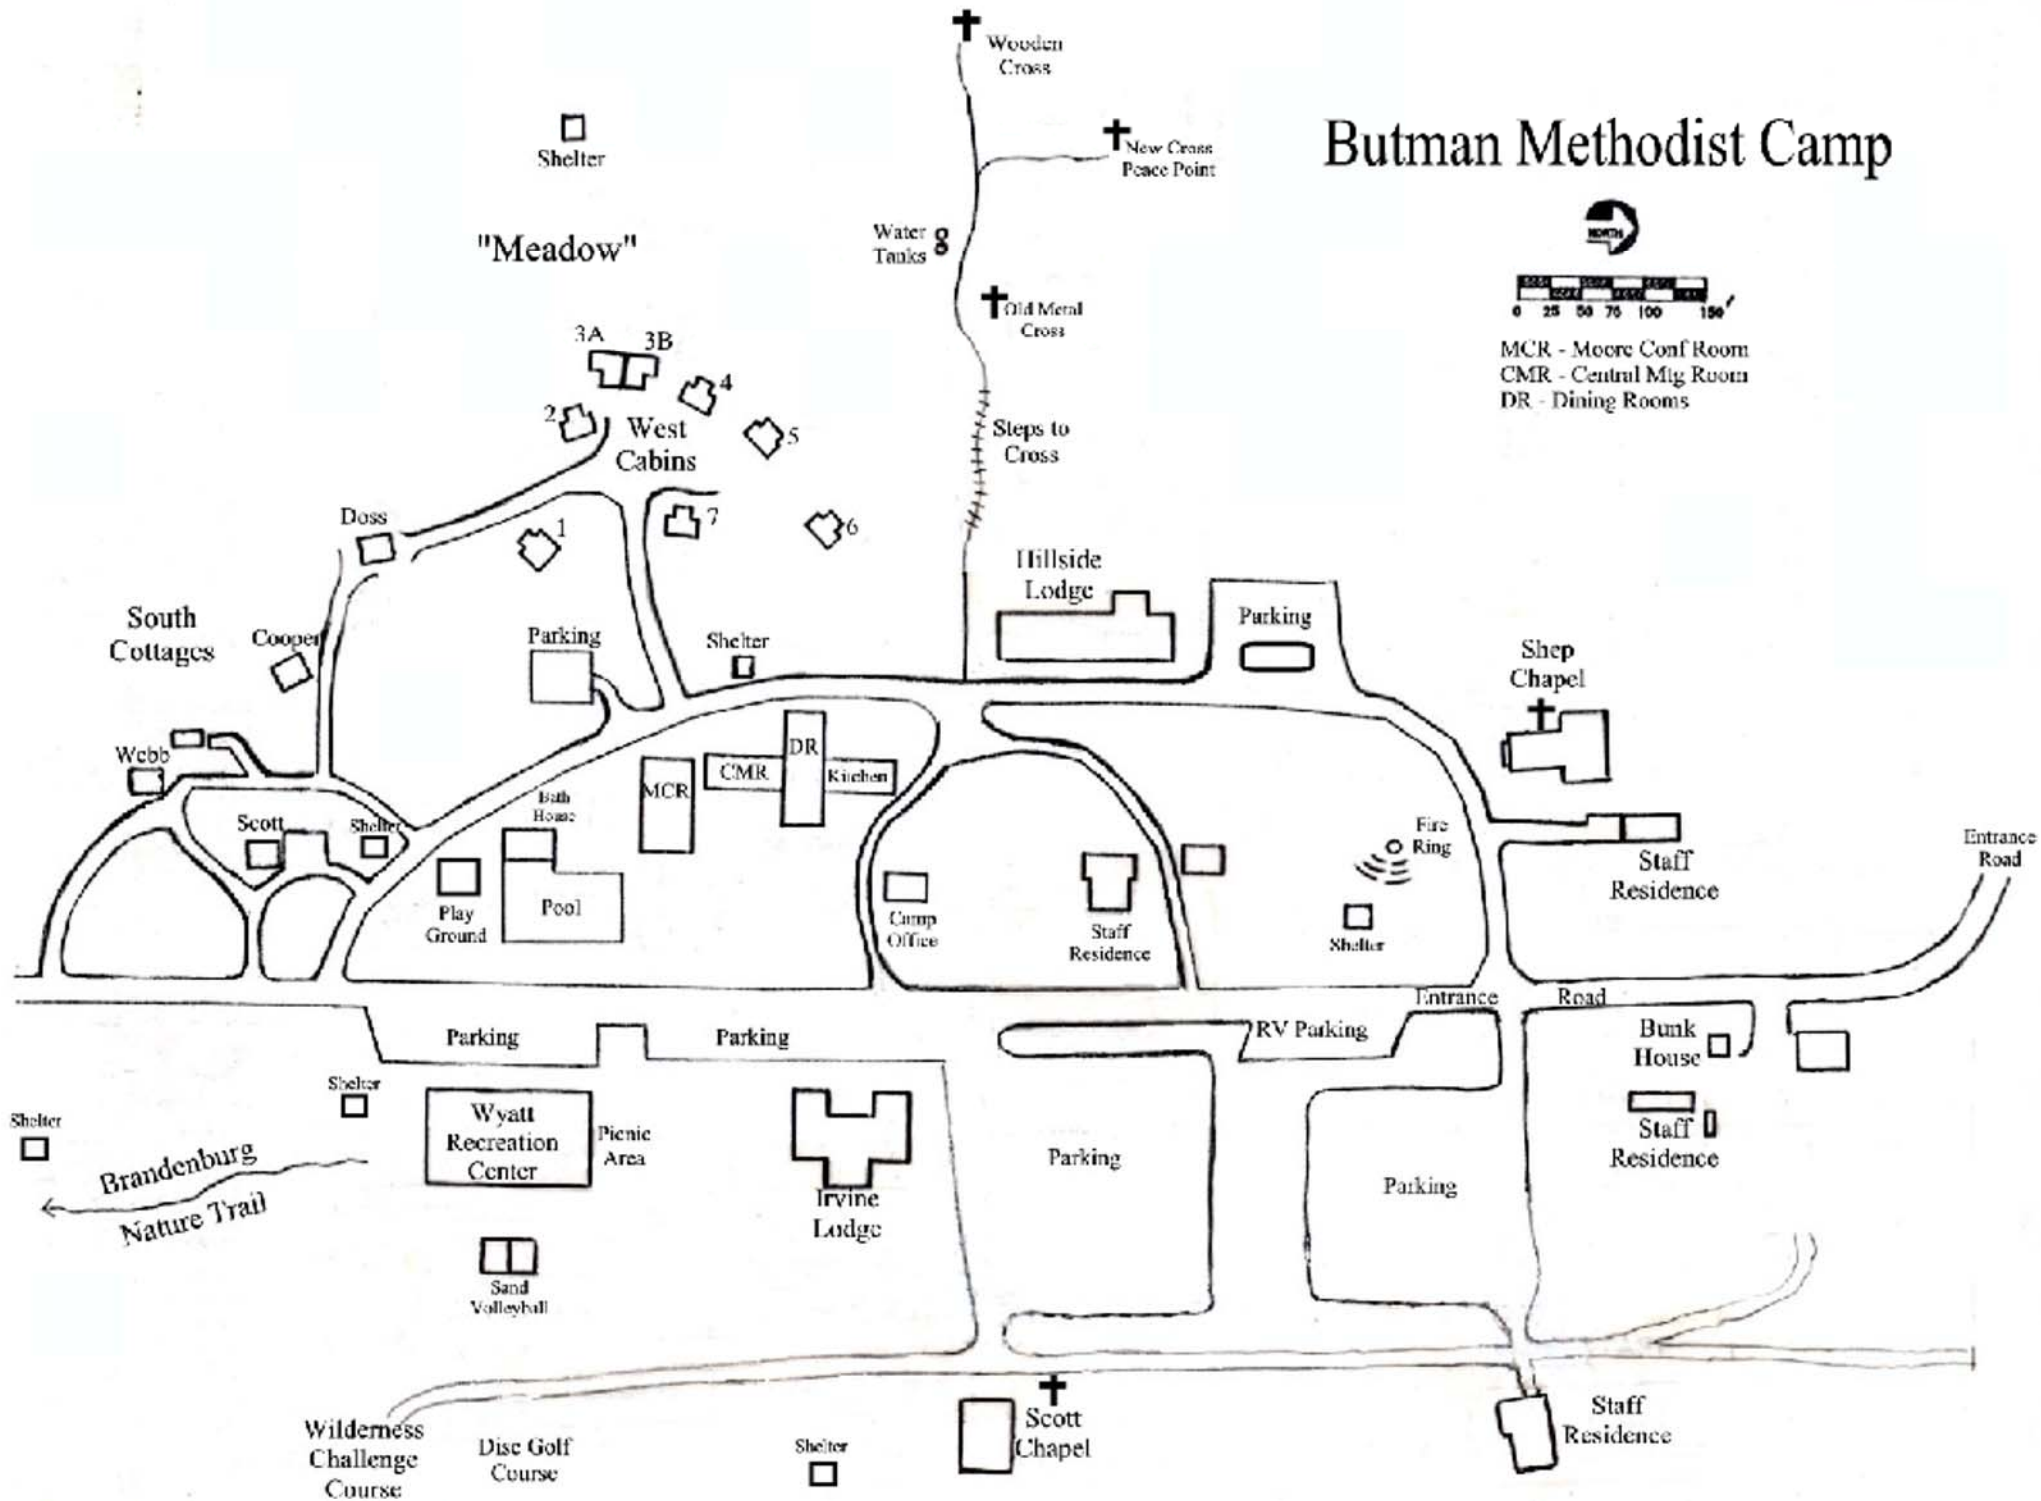 Wooden
Cross
Butman Methodist Camp
New Cross
Peace Point
Shelter
NORTH
"Meadow"
Water
Tanks
Old Metal
Cross
0 25 50 75 100 150'
MCR - Moore Conf Room
CMR - Central Mtg Room
DR - Dining Rooms
3A
3B
4
2
5
West
Cabins
Steps to
Cross
Doss
1
7
6
Hillside
Lodge
South
Cottages
Cooper
Parking
Shelter
Parking
Shep
Chapel
Webb
DR
CMR
Kitchen
MCR
Bath
House
Scott
Shelter
Fire
Ring
Entrance
Road
Staff
Residence
Play
Ground
Pool
Camp
Office
Staff
Residence
Shelter
Entrance Road
Parking
Parking
RV Parking
Bunk
House
Shelter
Shelter
Wyatt
Recreation
Center
Picnic
Area
Staff
Residence
Brandenburg
Nature Trail
Irvine
Lodge
Parking
Parking
Sand
Volleyball
Wilderness
Challenge
Course
Disc Golf
Course
Shelter
Scott
Chapel
Staff
Residence